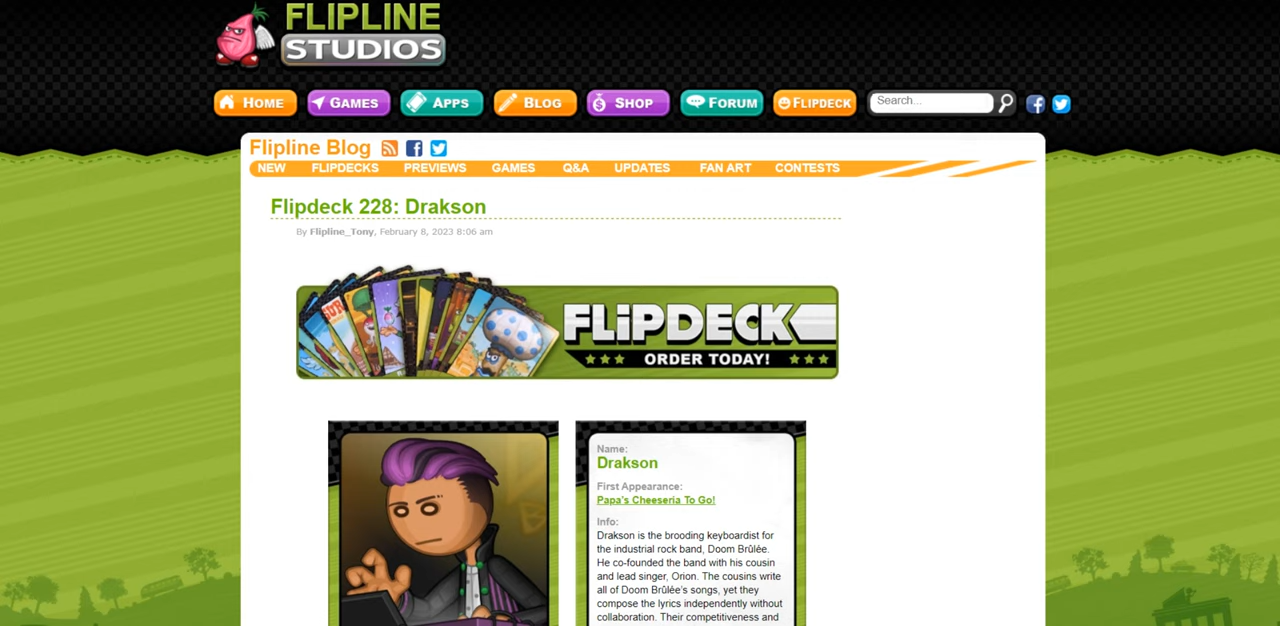 FLIPLINE
STUDIOS
HOME GAMES APPS BLOG SHOP FORUM FLIPDECK Search...
Flipline Blog
NEW FLIPDECKS PREVIEWS GAMES Q&A UPDATES FAN ART CONTESTS
Flipdeck 228: Drakson
By Flipline_Tony, February 8, 2023 8:06 am
FLiPDECK
ORDER TODAY!
Name:
Drakson
First Appearance:
Papa's Cheeseria To Go!
Info:
Drakson is the brooding keyboardist for
the industrial rock band, Doom Brûlée.
He co-founded the band with his cousin
and lead singer, Orion. The cousins write
all of Doom Brûlée's songs, yet they
compose the lyrics independently without
collaboration. Their competitiveness and